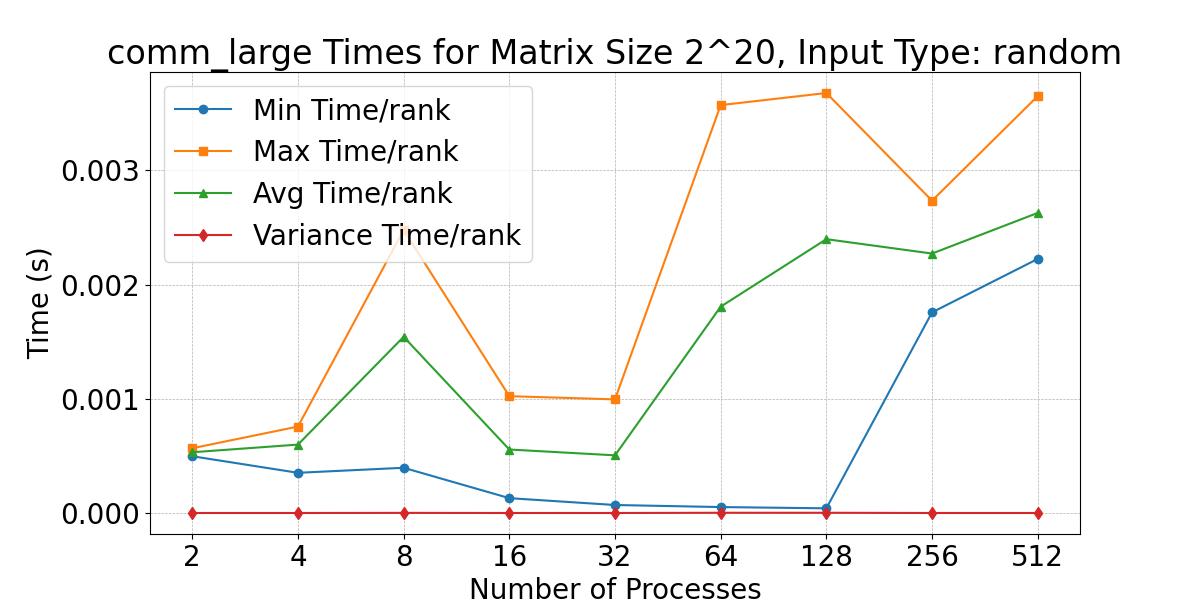 comm_large Times for Matrix Size 2^20, Input Type: random
Min Time/rank
Max Time/rank
Avg Time/rank
Variance Time/rank
Time (s)
0.003
0.002
0.001
0.000
2 4 8 16 32 64 128 256 512
Number of Processes